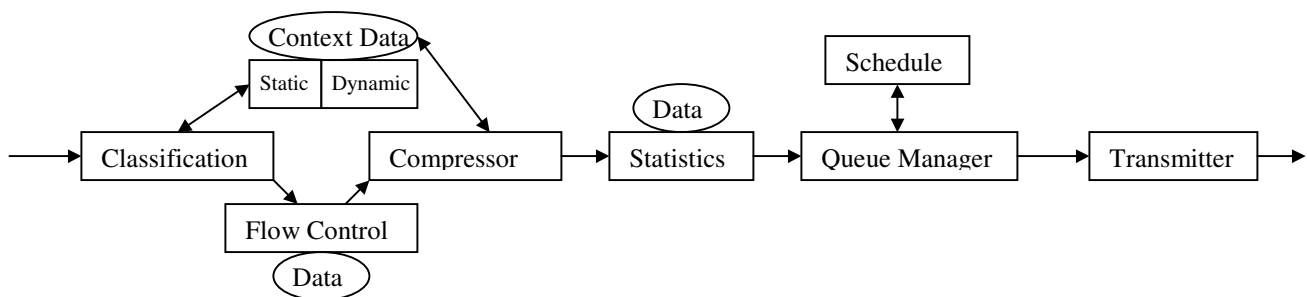 Context Data
Static
Dynamic
Schedule
Data
Classification
Compressor
Statistics
Queue Manager
Transmitter
Flow Control
Data